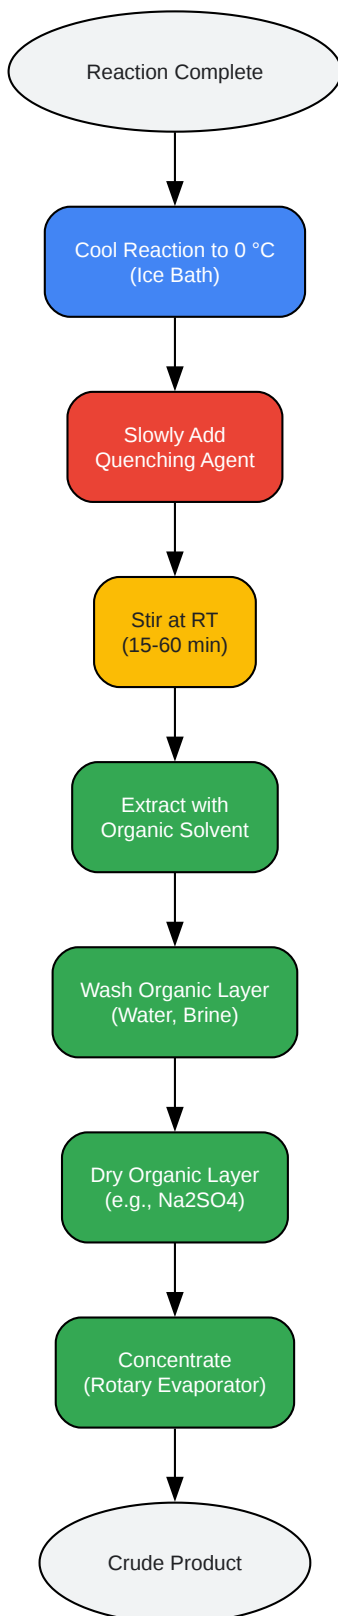 Reaction Complete
Cool Reaction to 0 °C
(Ice Bath)
Slowly Add
Quenching Agent
Stir at RT
(15-60 min)
Extract with
Organic Solvent
Wash Organic Layer
(Water, Brine)
Dry Organic Layer
(e.g., Na2SO4)
Concentrate
(Rotary Evaporator)
Crude Product